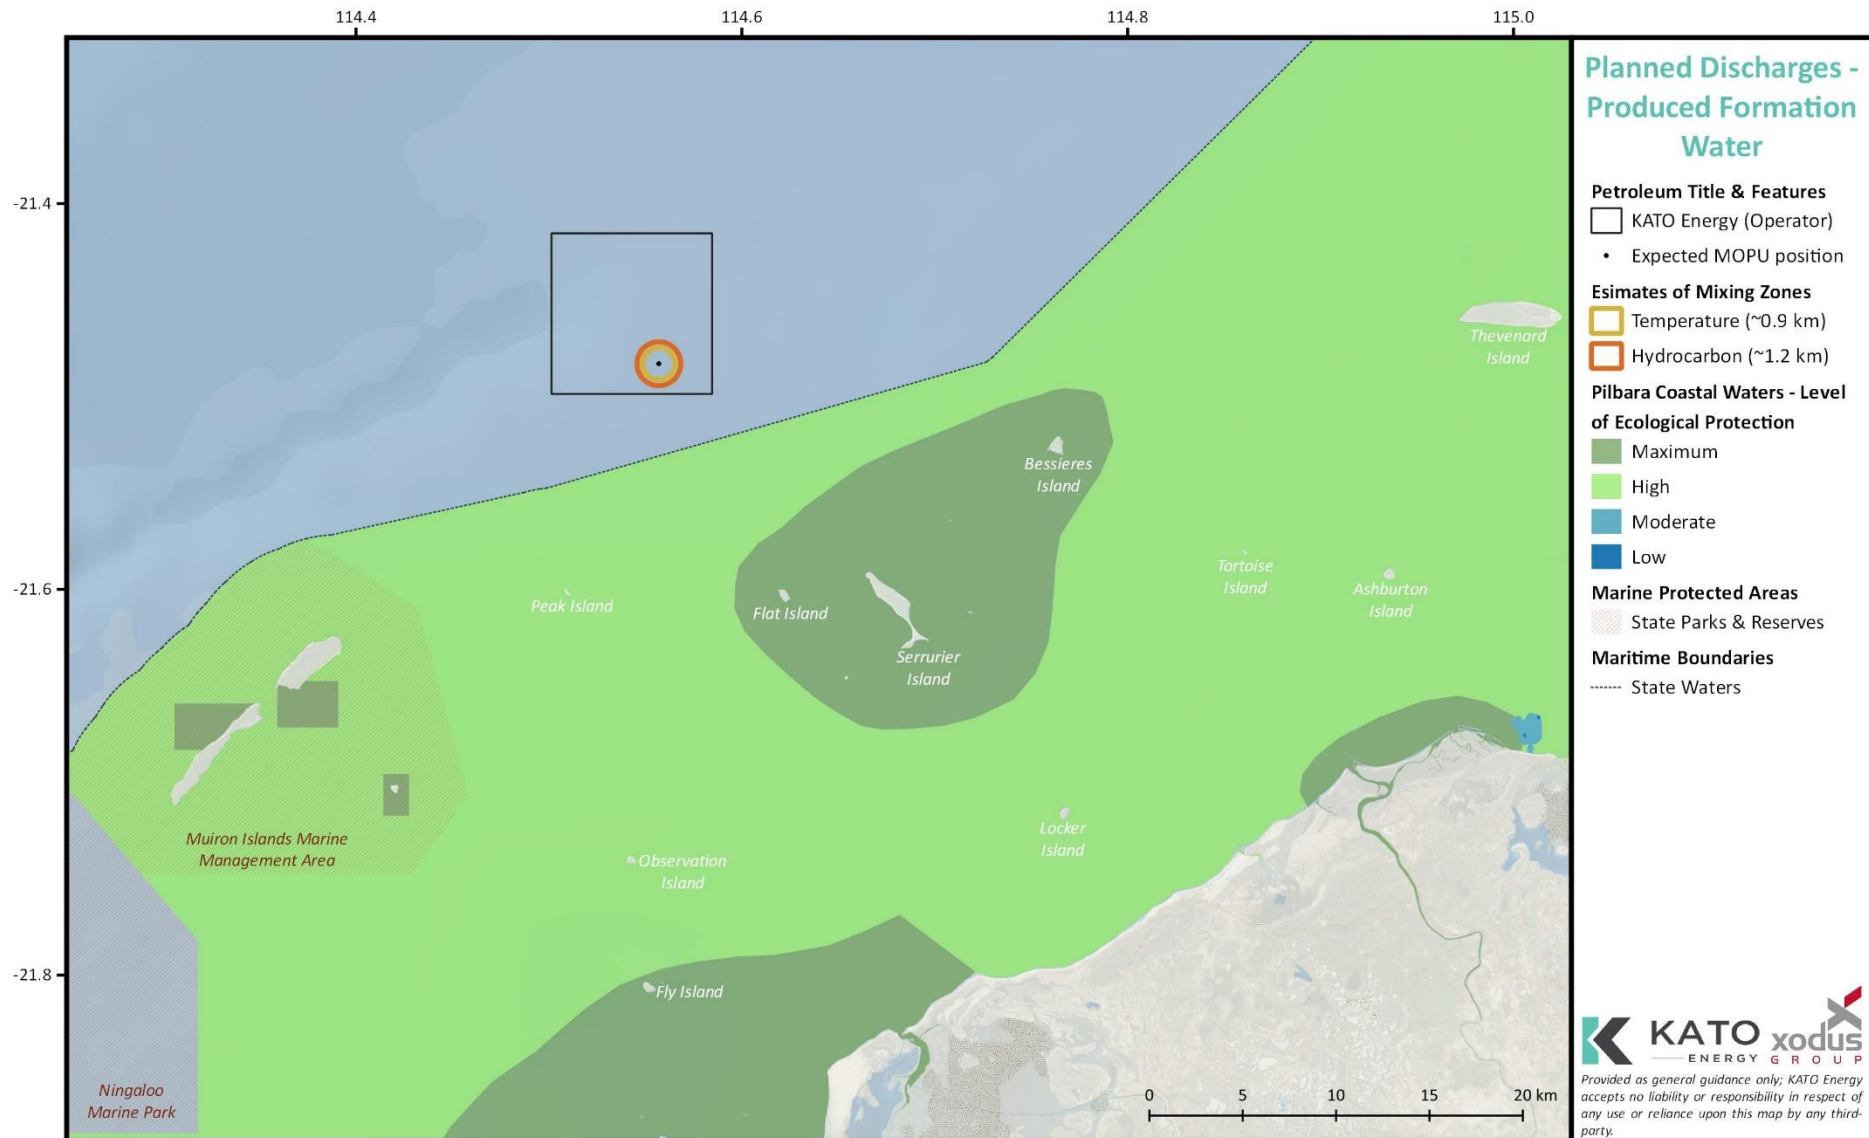 114.4
114.6
114.8
115.0
-21.4
-21.6
-21.8
Thevenard
Island
Bessieres
Island
Tortoise
Island
Ashburton
Island
Peak Island
Flat Island
Serrurier
Island
Muiron Islands Marine
Management Area
Locker
Island
Observation
Island
Fly Island
Ningaloo
Marine Park
0
5
10
15
20 km
Planned Discharges -
Produced Formation
Water
Petroleum Title & Features
KATO Energy (Operator)
Expected MOPU position
Esimates of Mixing Zones
Temperature (~0.9 km)
Hydrocarbon (~1.2 km)
Pilbara Coastal Waters - Level
of Ecological Protection
Maximum
High
Moderate
Low
Marine Protected Areas
State Parks & Reserves
Maritime Boundaries
State Waters
KATO
ENERGY
xodus
GROUP
Provided as general guidance only; KATO Energy
accepts no liability or responsibility in respect of
any use or reliance upon this map by any third-
party.